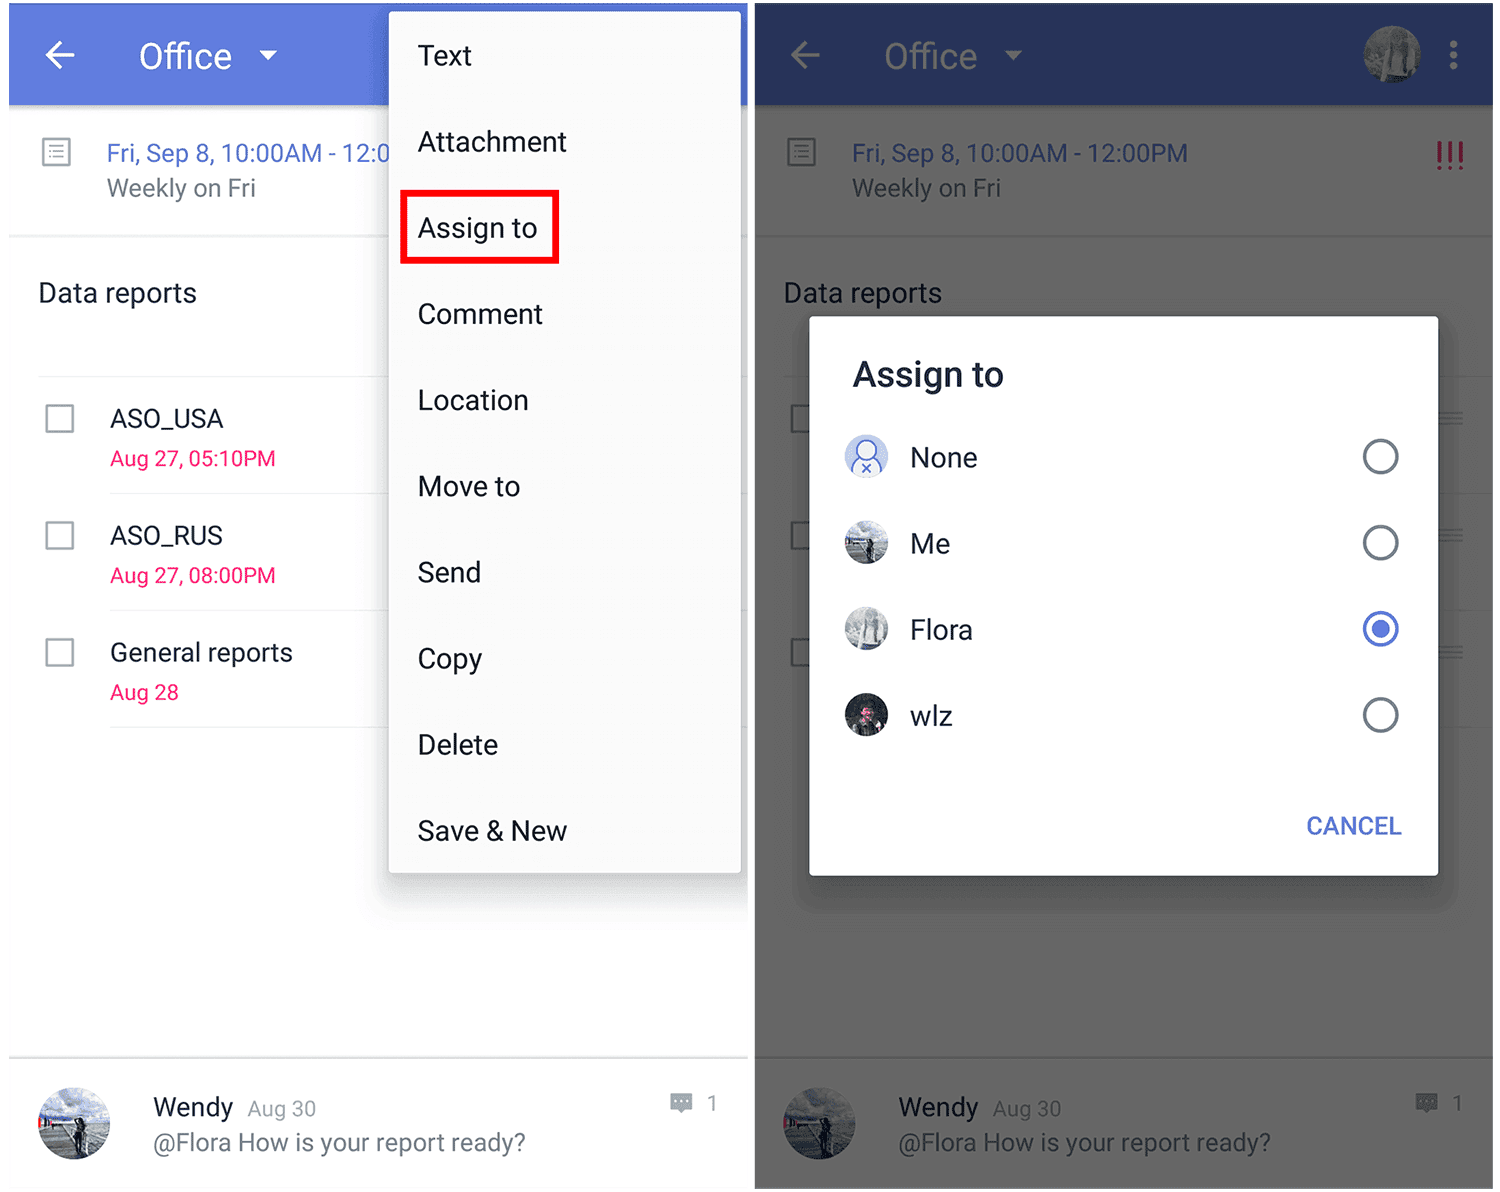 Office
Fri, Sep 8, 10:00AM - 12:0
Weekly on Fri
Data reports
ASO_USA
Aug 27, 05:10PM
ASO_RUS
Aug 27, 08:00PM
General reports
Aug 28
Text
Attachment
Assign to
Comment
Location
Move to
Send
Copy
Delete
Save & New
Wendy Aug 30 1
@Flora How is your report ready?
Office
Fri, Sep 8, 10:00AM - 12:00PM !!!
Weekly on Fri
Data reports
Assign to
None
Me
Flora
wlz
CANCEL
Wendy Aug 30 1
@Flora How is your report ready?